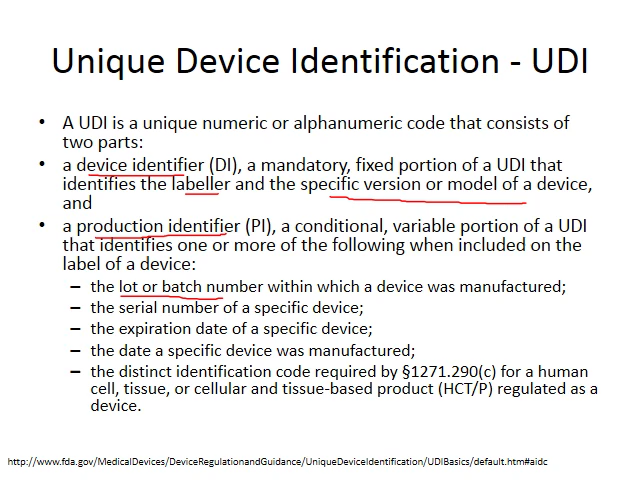 Unique Device Identification - UDI
• A UDI is a unique numeric or alphanumeric code that consists of
two parts:
• a device identifier (DI), a mandatory, fixed portion of a UDI that
identifies the labeller and the specific version or model of a device,
and
• a production identifier (PI), a conditional, variable portion of a UDI
that identifies one or more of the following when included on the
label of a device:
– the lot or batch number within which a device was manufactured;
– the serial number of a specific device;
– the expiration date of a specific device;
– the date a specific device was manufactured;
– the distinct identification code required by §1271.290(c) for a human
cell, tissue, or cellular and tissue-based product (HCT/P) regulated as a
device.
http://www.fda.gov/MedicalDevices/DeviceRegulationandGuidance/UniqueDeviceIdentification/UDIBasics/default.htm#aidc